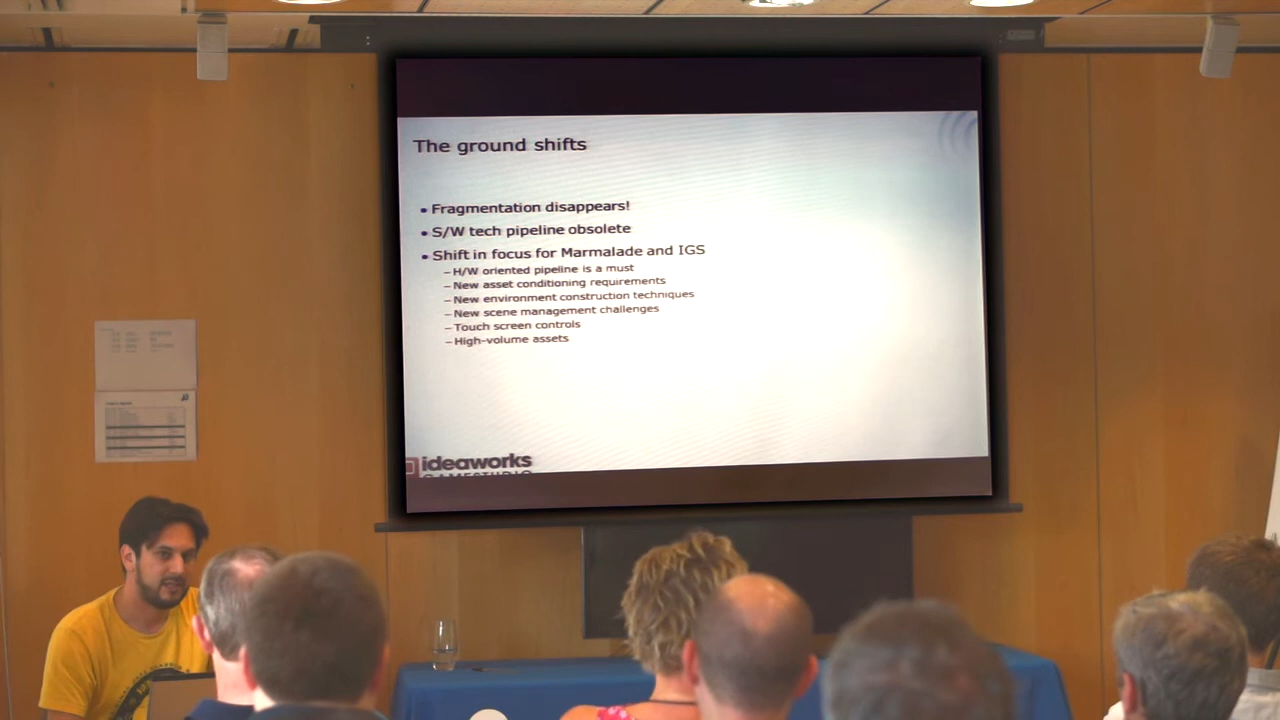 The ground shifts
• Fragmentation disappears!
• S/W tech pipeline obsolete
• Shift in focus for Marmalade and IGS
– H/W oriented pipeline is a must
– New asset conditioning requirements
– New environment construction techniques
– New scene management challenges
– Touch screen controls
– High-volume assets
ideaworks
GAMESTUDIO